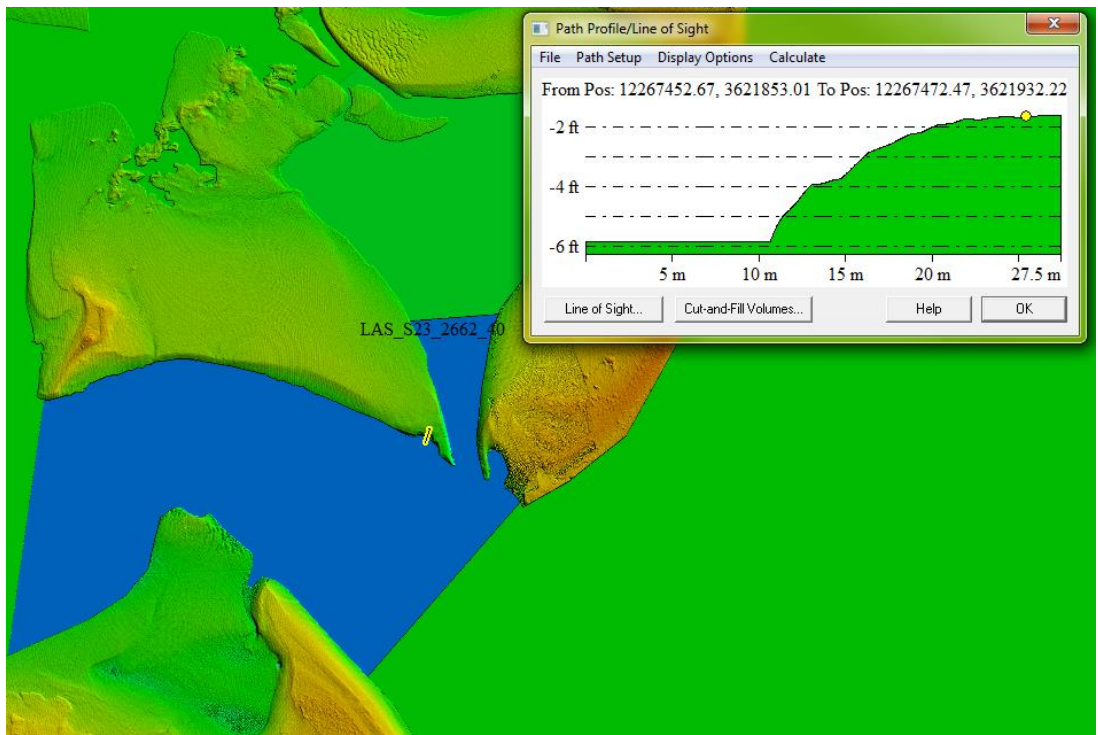 Path Profile/Line of Sight
File Path Setup Display Options Calculate
From Pos: 12267452.67, 3621853.01 To Pos: 12267472.47, 3621932.22
-2 ft
-4 ft
-6 ft
5 m 10 m 15 m 20 m 27.5 m
Line of Sight... Cut-and-Fill Volumes... Help OK
LAS_S23_2662_40